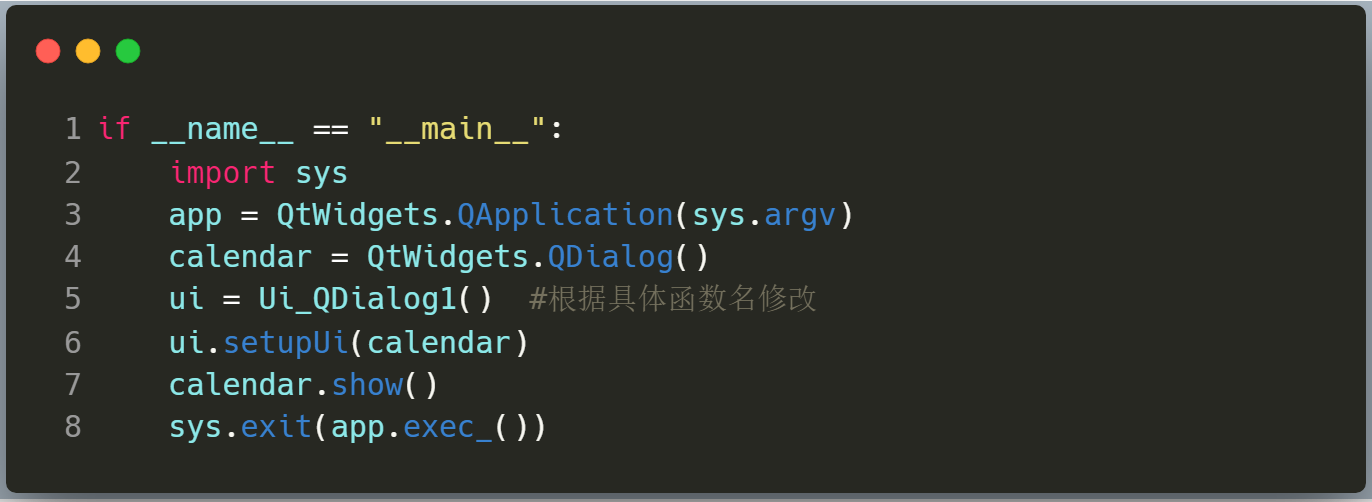 1 if __name__ == "__main__":
2     import sys
3     app = QtWidgets.QApplication(sys.argv)
4     calendar = QtWidgets.QDialog()
5     ui = Ui_QDialog1()  #根据具体函数名修改
6     ui.setupUi(calendar)
7     calendar.show()
8     sys.exit(app.exec_())